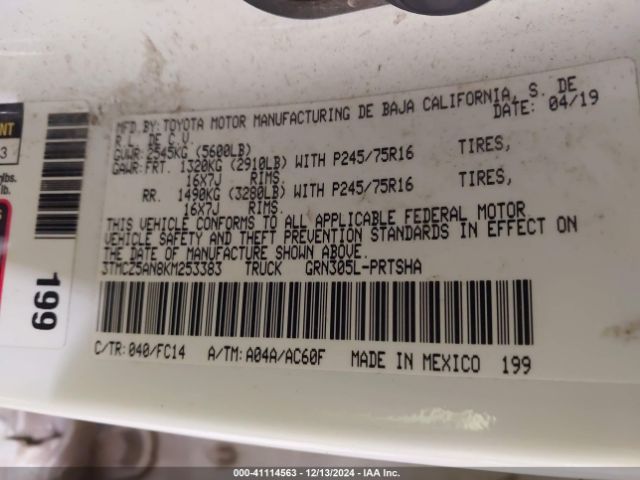 MFD.BY: TOYOTA MOTOR MANUFACTURING DE BAJA CALIFORNIA, S. DE
R.L. DE C.V. DATE: 04/19
GVWR: 2545KG (5600LB)
GAWR: FRT. 1320KG (2910LB) WITH P245/75R16 TIRES,
16X7J RIMS.
RR. 1490KG (3280LB) WITH P245/75R16 TIRES,
16X7J RIMS.
THIS VEHICLE CONFORMS TO ALL APPLICABLE FEDERAL MOTOR
VEHICLE SAFETY AND THEFT PREVENTION STANDARDS IN EFFECT ON
THE DATE OF MANUFACTURE SHOWN ABOVE.
3TMCZ5AN8KM253383 TRUCK GRN305L-PRTSHA
C/TR: 040/FC14 A/TM: A04A/AC60F MADE IN MEXICO 199
NT
3
lbs.
lb.
199
000-41114563 - 12/13/2024 - IAA, Inc.